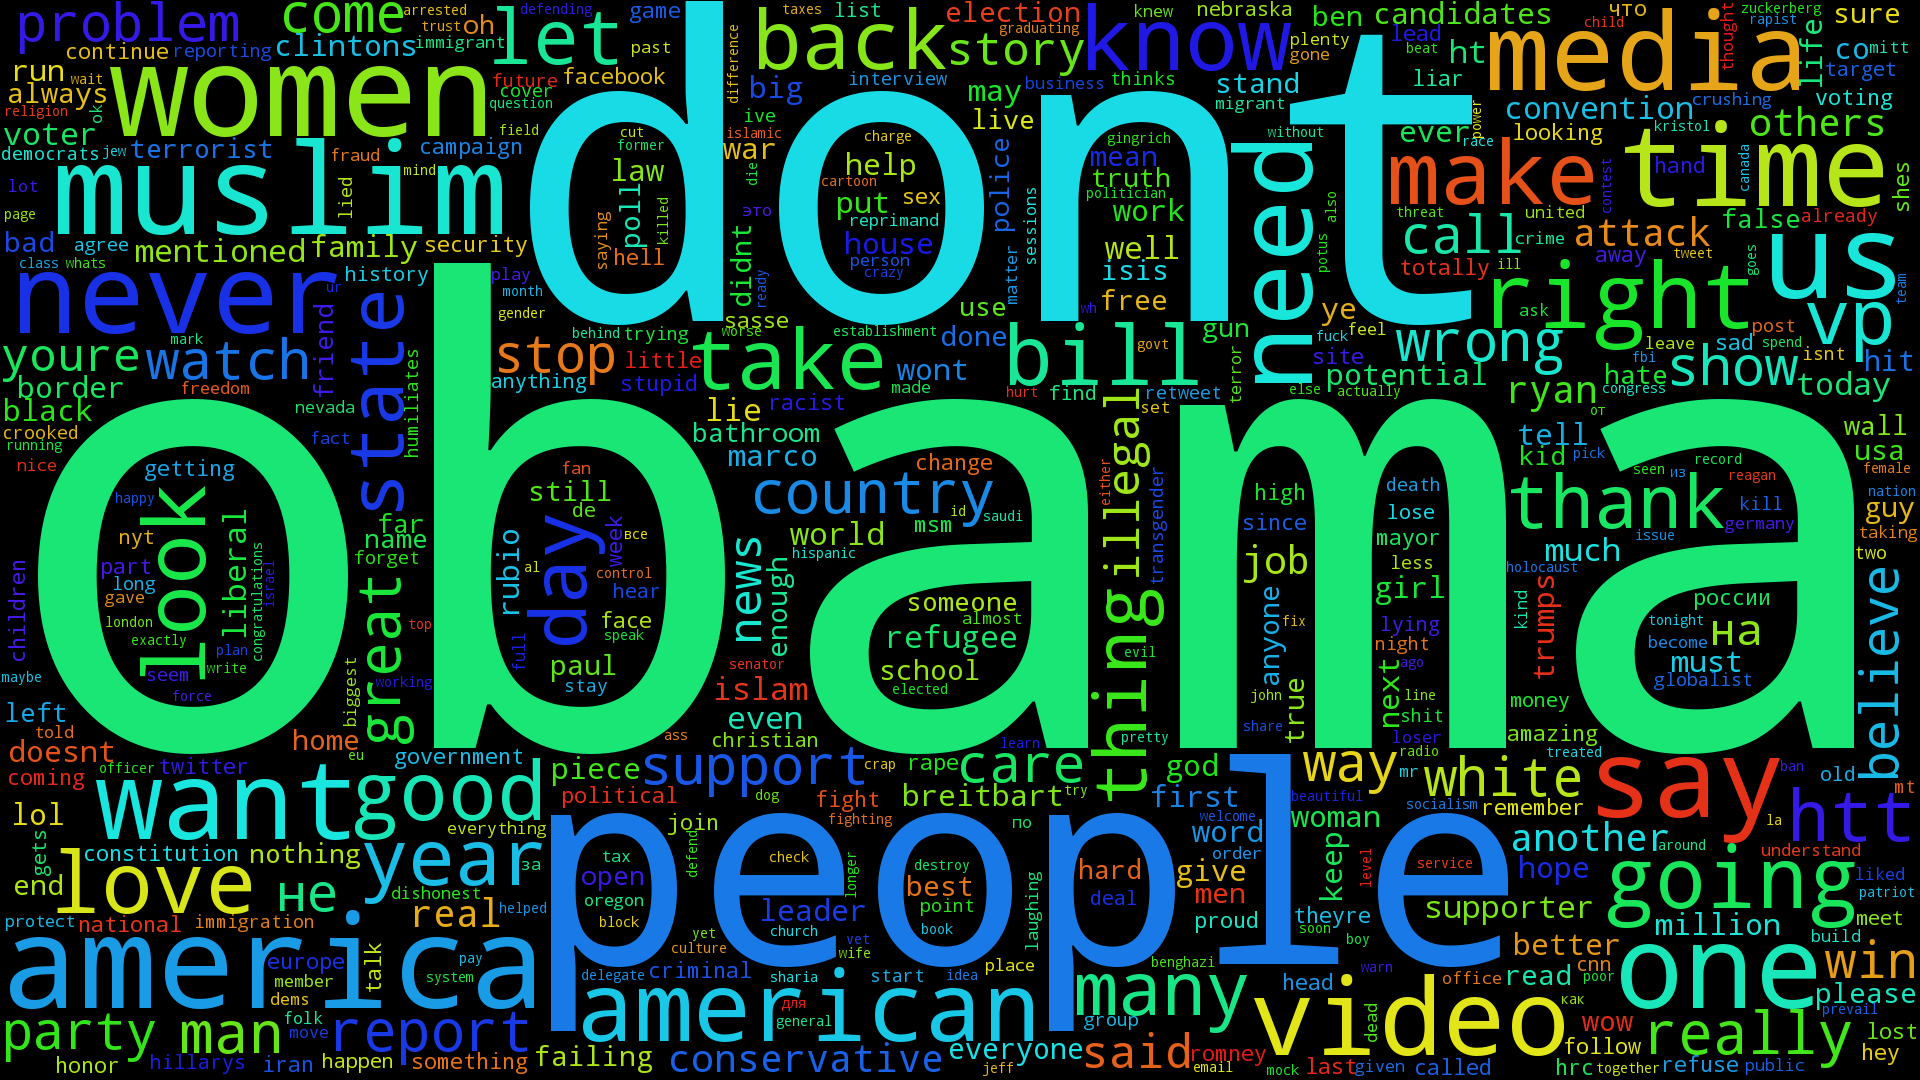 problem
come
arrested
trust
oh
defending
let
game
past
back
taxes
list
story
election
graduating
know
nebraska
knew
plenty
gone
ben
candidates
lead
beat
ht
что
child
media
zuckerberg
rapist
thought
life
sure
co
mitt
target
continue
reporting
clintons
immigrant
run
wait
always
religion
ok
women
future
cover
question
facebook
difference
big
interview
business
thinks
stand
migrant
may
live
liar
convention
crushing
voting
voter
democrats
jew
terrorist
fraud
campaign
field
dont
cut
former
ive
islamic
war
charge
gingrich
without
ever
power
race
looking
kristol
others
lot
page
muslim
lied
mind
law
poll
killed
die
help
cartoon
put
sex
reprimand
police
mean
truth
politician
work
need
also
make
threat
time
hand
contest
canada
united
false
already
shes
bad
agree
mentioned
family
security
saying
hell
didnt
house
person
crazy
ready
matter
sessions
well
isis
free
potus
call
totally
crime
attack
tweet
away
goes
us
team
class
whats
never
ur
history
play
month
gender
sasse
use
wh
ye
feel
ill
right
ask
vp
mark
youre
watch
friend
state
behind
trying
stop
little
worse
establishment
done
bill
govt
gun
fuck
site
wrong
fbi
leave
sad
post
spend
isnt
hit
border
freedom
humiliates
anything
stupid
take
made
wont
hurt
find
retweet
set
terror
else
actually
potential
ryan
hate
congress
show
today
black
nevada
lie
racist
от
crooked
running
fact
bathroom
marco
illegal
tell
kid
pick
seen
из
record
reagan
wall
usa
female
nice
obama
getting
happy
look
liberal
fan
still
de
change
country
id
saudi
msm
world
hispanic
either
transgender
high
since
death
lose
thank
issue
kill
germany
nation
guy
taking
nyt
far
name
forget
part
long
gave
london
exactly
seem
plan
write
force
congratulations
israel
rubio
day
week
все
al
control
hear
face
speak
full
paul
stay
news
enough
someone
almost
refugee
school
elected
thing
evil
job
anyone
fix
mayor
less
girl
lying
night
ago
much
holocaust
kind
trumps
россии
tonight
на
become
must
globalist
two
believe
children
maybe
great
top
working
biggest
senator
islam
even
christian
john
share
true
next
line
shit
loser
radio
money
amazing
treated
left
told
doesnt
home
eu
government
ass
learn
pretty
coming
officer
twitter
piece
support
crap
rape
care
god
way
mr
white
say
ban
old
mt
lol
want
good
political
dog
fight
fighting
breitbart
try
first
beautiful
socialism
remember
la
htt
gets
constitution
nothing
everything
join
по
welcome
word
order
woman
another
around
understand
end
love
не
за
year
dishonest
people
tax
open
oregon
block
defend
check
longer
destroy
best
point
hard
deal
give
men
keep
level
service
hope
going
liked
patriot
protect
national
immigration
real
helped
yet
culture
leader
church
vet
wife
book
laughing
proud
theyre
soon
boy
supporter
million
meet
build
america
europe
member
dems
talk
pay
system
delegate
criminal
sharia
start
idea
place
benghazi
warn
head
office
better
read
cnn
poor
one
win
please
prevail
party
man
folk
move
report
american
для
general
many
group
video
dead
как
wow
really
lost
honor
hillarys
iran
happen
something
failing
conservative
everyone
jeff
said
romney
email
mock
last
given
called
follow
hrc
together
refuse
public
hey